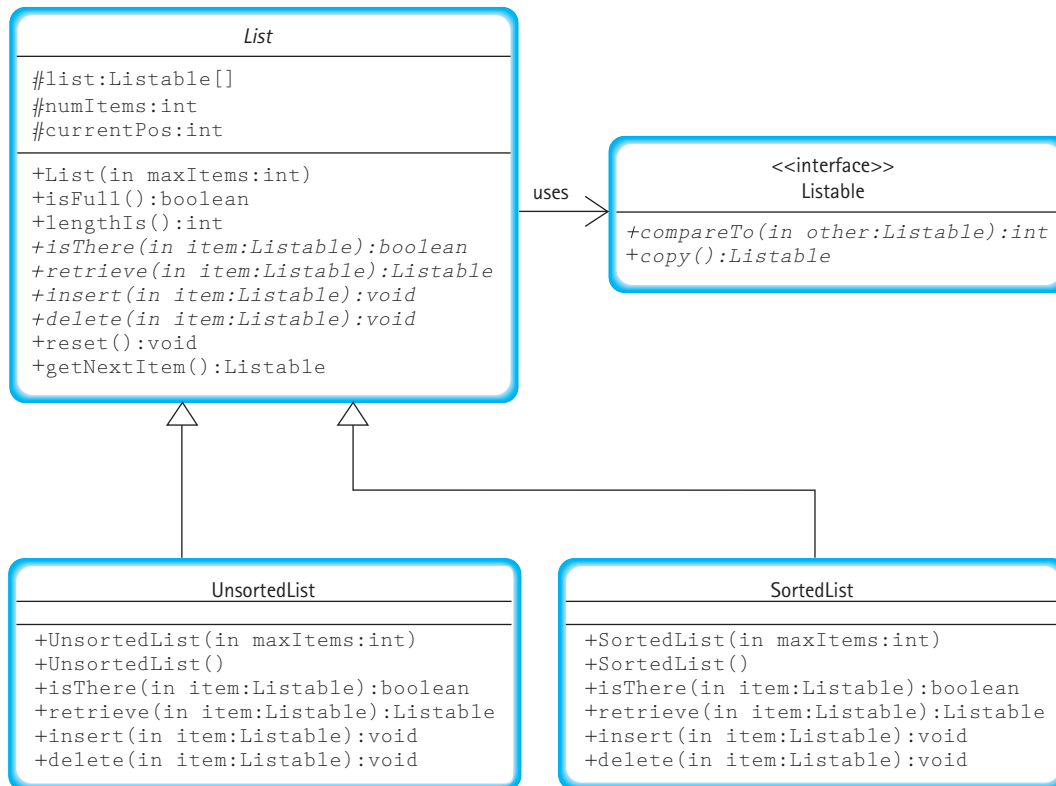 List
#list:Listable[]
#numItems:int
#currentPos:int
+List(in maxItems:int)
+isFull():boolean
+lengthIs():int
+isThere(in item:Listable):boolean
+retrieve(in item:Listable):Listable
+insert(in item:Listable):void
+delete(in item:Listable):void
+reset():void
+getNextItem():Listable
uses
<<interface>>
Listable
+compareTo(in other:Listable):int
+copy():Listable
UnsortedList
+UnsortedList(in maxItems:int)
+UnsortedList()
+isThere(in item:Listable):boolean
+retrieve(in item:Listable):Listable
+insert(in item:Listable):void
+delete(in item:Listable):void
SortedList
+SortedList(in maxItems:int)
+SortedList()
+isThere(in item:Listable):boolean
+retrieve(in item:Listable):Listable
+insert(in item:Listable):void
+delete(in item:Listable):void